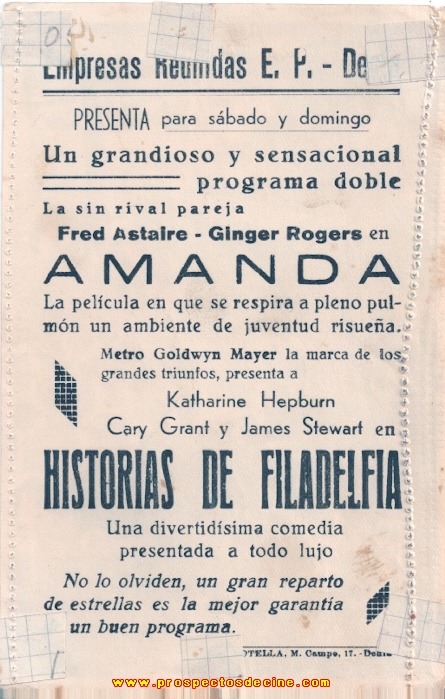 Empresas Reunidas E. P. - De
PRESENTA para sábado y domingo
Un grandioso y sensacional
programa doble
La sin rival pareja
Fred Astaire - Ginger Rogers en
AMANDA
La película en que se respira a pleno pul-
món un ambiente de juventud risueña.
Metro Goldwyn Mayer la marca de los
grandes triunfos, presenta a
Katharine Hepburn
Cary Grant y James Stewart en
HISTORIAS DE FILADELFIA
Una divertidísima comedia
presentada a todo lujo
No lo olviden, un gran reparto
de estrellas es la mejor garantía
un buen programa.
M. Campo, 17.-
www.prospectosdecine.com